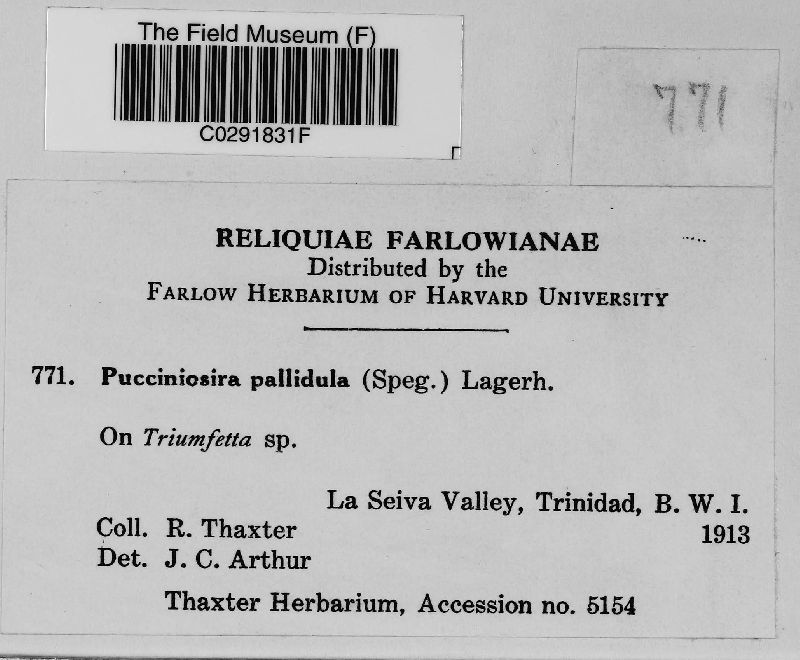 The Field Museum (F)
C0291831F
771
RELIQUIAE FARLOWIANAE
Distributed by the
FARLOW HERBARIUM OF HARVARD UNIVERSITY
771. Pucciniosira pallidula (Speg.) Lagerh.
On Triumfetta sp.
La Seiva Valley, Trinidad, B. W. I.
Coll. R. Thaxter 1913
Det. J. C. Arthur
Thaxter Herbarium, Accession no. 5154